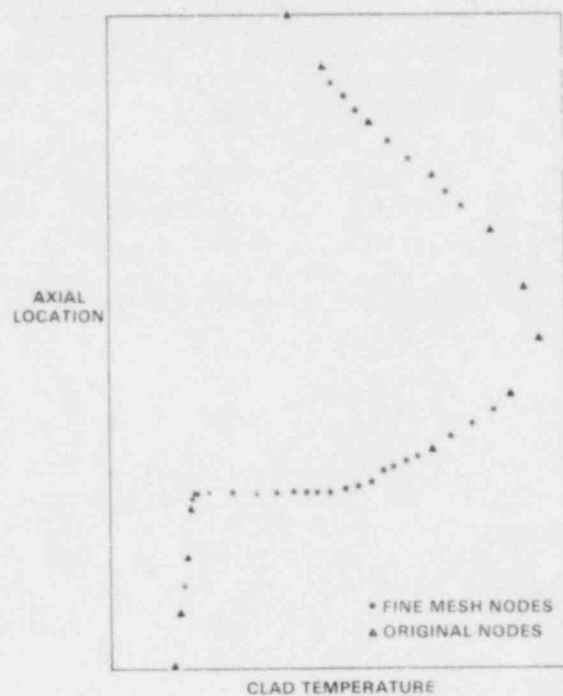 AXIAL
LOCATION
* FINE MESH NODES
▲ ORIGINAL NODES
CLAD TEMPERATURE